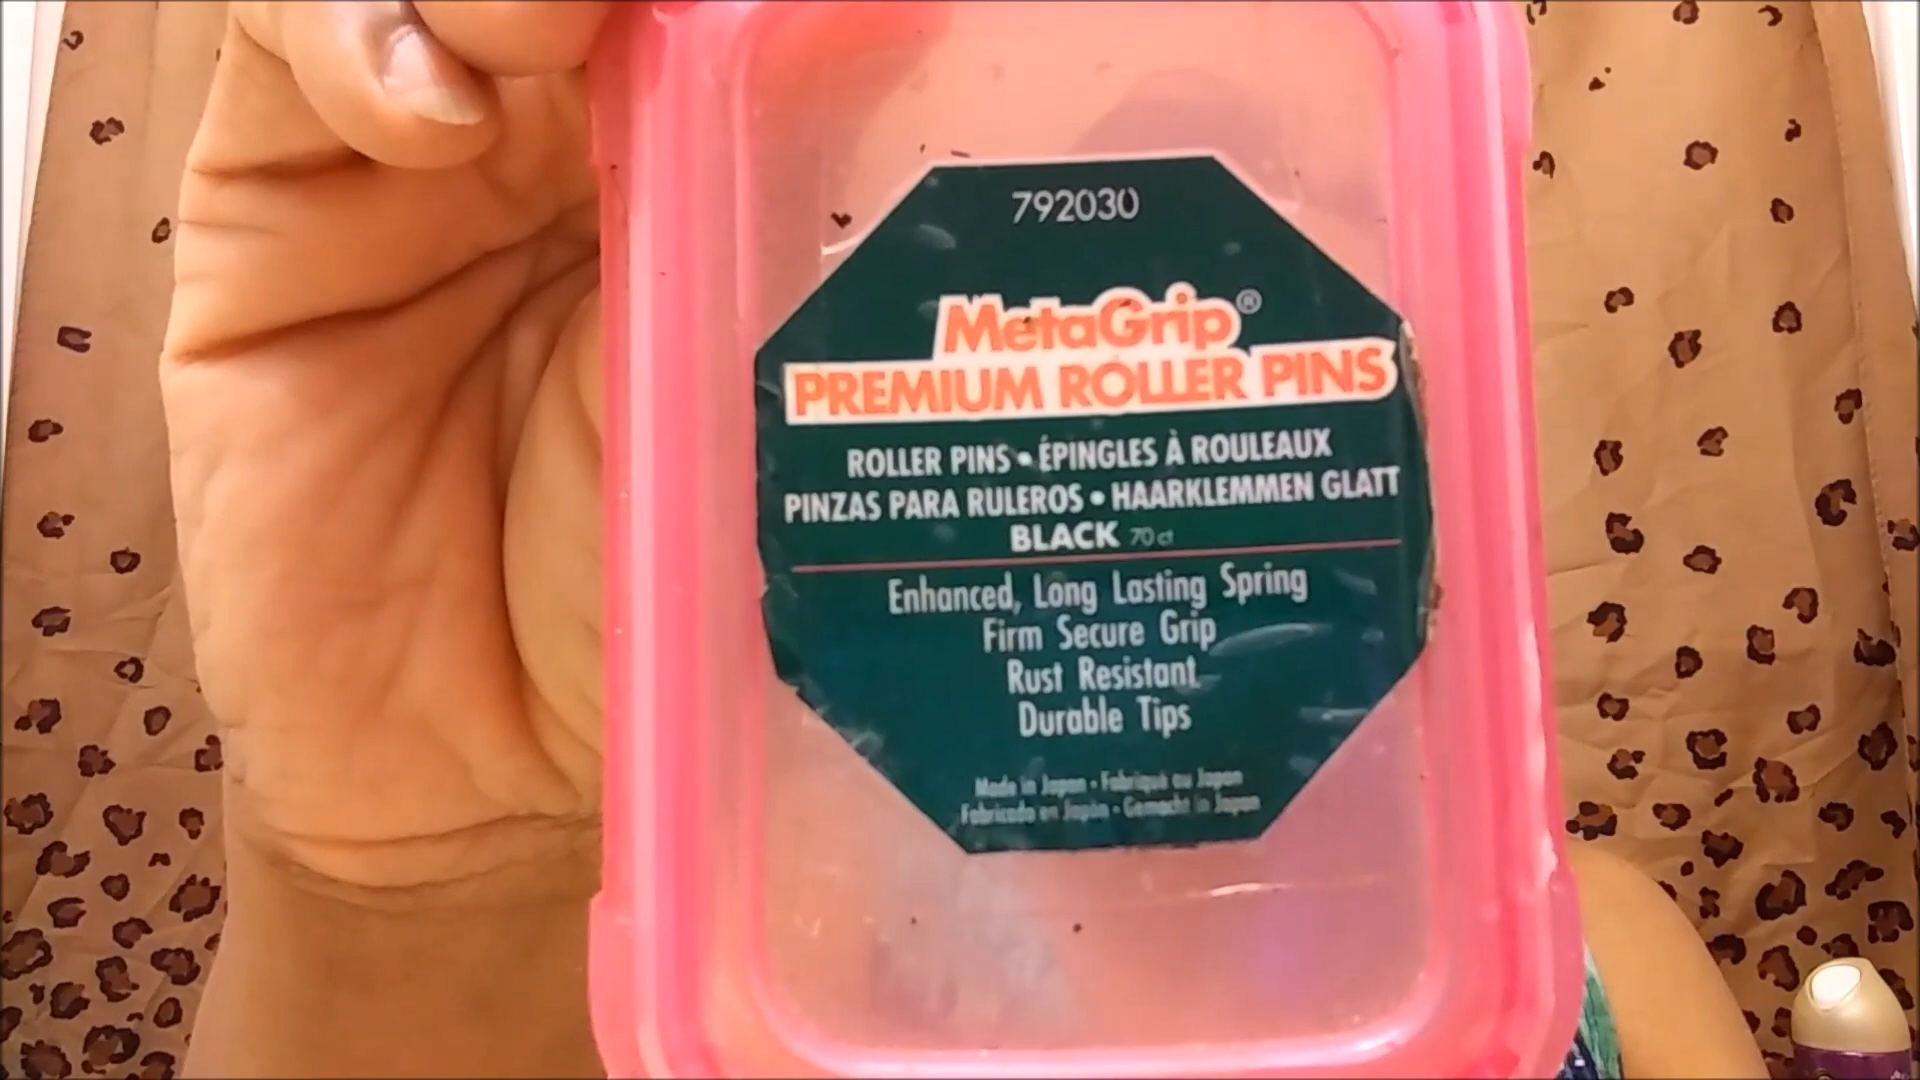 792030
MetaGrip®
PREMIUM ROLLER PINS
ROLLER PINS • ÉPINGLES À ROULEAUX
PINZAS PARA RULEROS • HAARKLEMMEN GLATT
BLACK 70 ct
Enhanced, Long Lasting Spring
Firm Secure Grip
Rust Resistant
Durable Tips
Made in Japan - Fabriqué au Japon
Fabricado en Japón - Gemacht in Japan